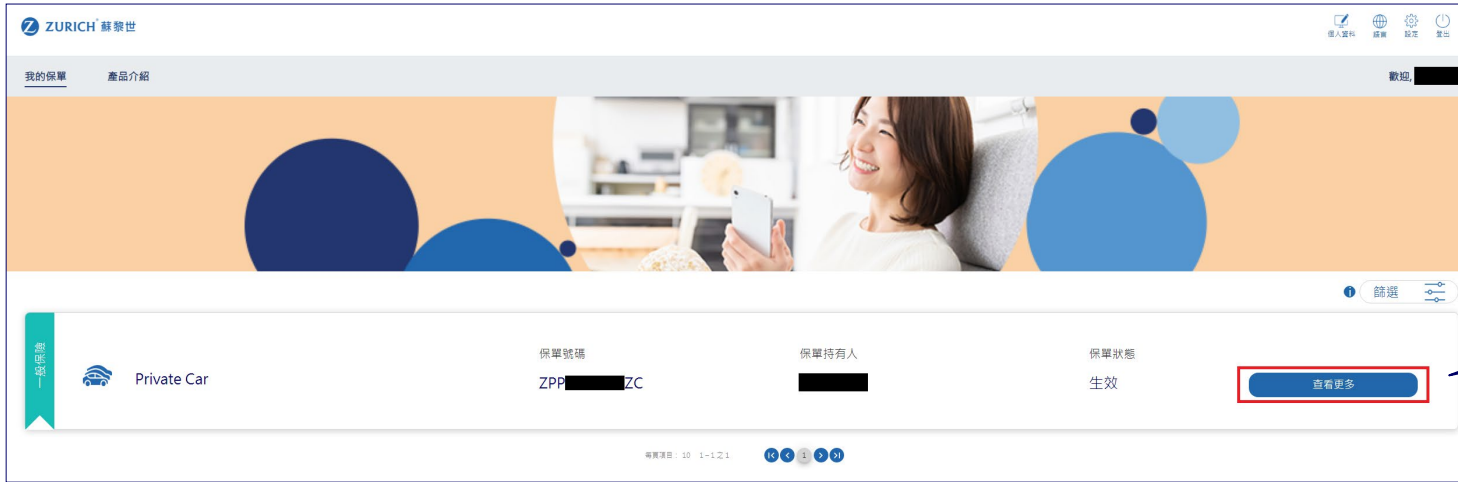 ZURICH 蘇黎世
個人資料 語言 設定 登出
我的保單 產品介紹 歡迎,
篩選
一般保險
Private Car
保單號碼
ZPP ZC
保單持有人
保單狀態
生效
查看更多
每頁項目: 10 1-1之1 1